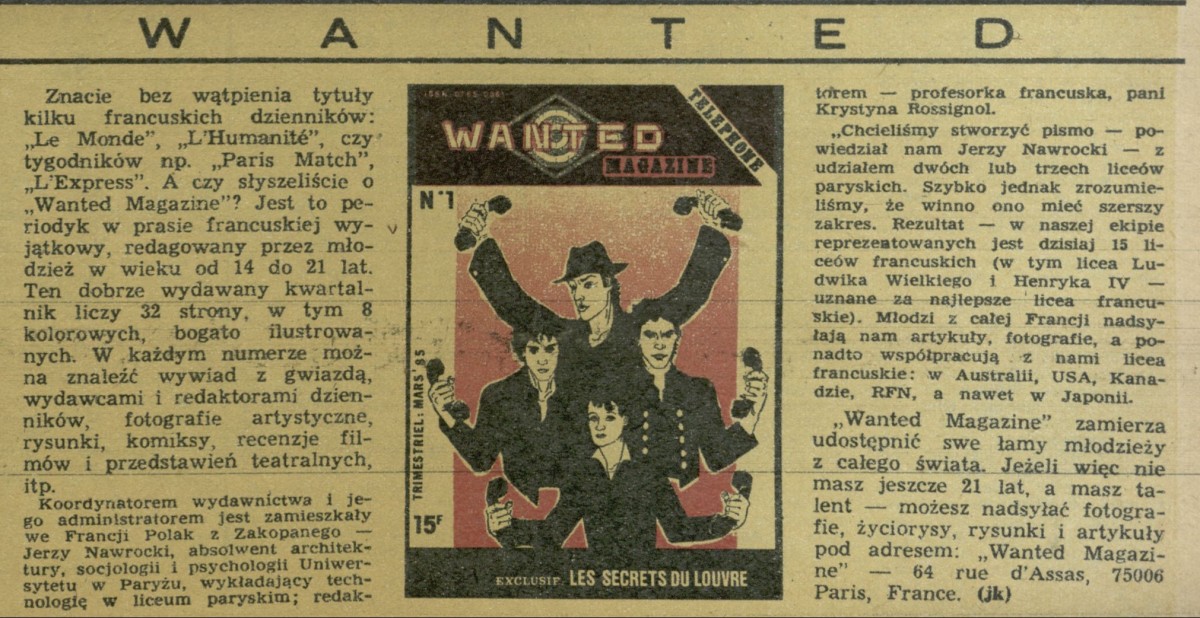 WANTED
Znacie bez wątpienia tytuły
kilku francuskich dzienników:
„Le Monde”, „L’Humanité”, czy
tygodników np. „Paris Match”,
„L’Express”. A czy słyszeliście o
„Wanted Magazine”? Jest to pe-
riodyk w prasie francuskiej wy-
jątkowy, redagowany przez mło-
dzież w wieku od 14 do 21 lat.
Ten dobrze wydawany kwartal-
nik liczy 32 strony, w tym 8
kolorowych, bogato ilustrowa-
nych. W każdym numerze moż-
na znaleźć wywiad z gwiazdą,
wydawcami i redaktorami dzien-
ników, fotografie artystyczne,
rysunki, komiksy, recenzje fil-
mów i przedstawień teatralnych,
itp.
Koordynatorem wydawnictwa i je-
go administratorem jest zamieszkały
we Francji Polak z Zakopanego —
Jerzy Nawrocki, absolwent architek-
tury, socjologii i psychologii Uniwer-
sytetu w Paryżu, wykładający tech-
nologię w liceum paryskim; redak-
WANTED
MAGAZINE
TELEPHONE
N°1
TRIMESTRIEL: MARS’85
15F
EXCLUSIF LES SECRETS DU LOUVRE
torem — profesorka francuska, pani
Krystyna Rossignol.
„Chcieliśmy stworzyć pismo — po-
wiedział nam Jerzy Nawrocki — z
udziałem dwóch lub trzech liceów
paryskich. Szybko jednak zrozumie-
liśmy, że winno ono mieć szerszy
zakres. Rezultat — w naszej ekipie
reprezentowanych jest dzisiaj 15 li-
ceów francuskich (w tym licea Lu-
dwika Wielkiego i Henryka IV —
uznane za najlepsze licea francu-
skie). Młodzi z całej Francji nadsy-
łają nam artykuły, fotografie, a po-
nadto współpracują z nami licea
francuskie: w Australii, USA, Kana-
dzie, RFN, a nawet w Japonii.
„Wanted Magazine” zamierza
udostępnić swe łamy młodzieży
z całego świata. Jeżeli więc nie
masz jeszcze 21 lat, a masz ta-
lent — możesz nadsyłać fotogra-
fie, życiorysy, rysunki i artykuły
pod adresem: „Wanted Magazi-
ne” — 64 rue d’Assas, 75006
Paris, France. (jk)